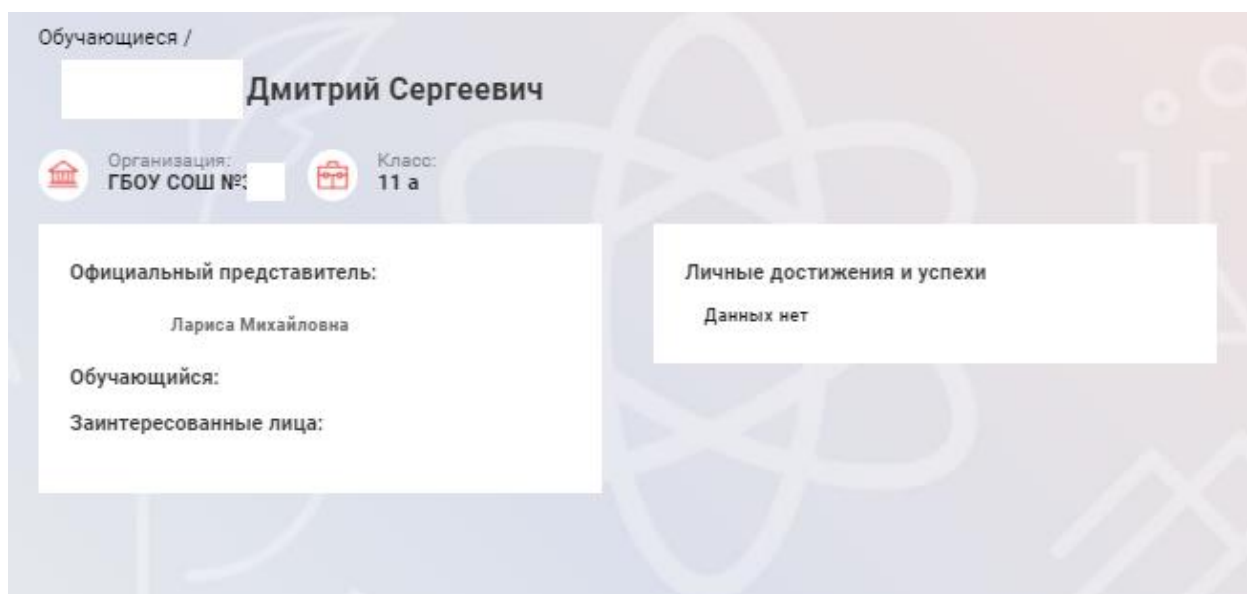 Обучающиеся /
Дмитрий Сергеевич
Организация:
ГБОУ СОШ №3
Класс:
11 а
Официальный представитель:
Лариса Михайловна
Обучающийся:
Заинтересованные лица:
Личные достижения и успехи
Данных нет